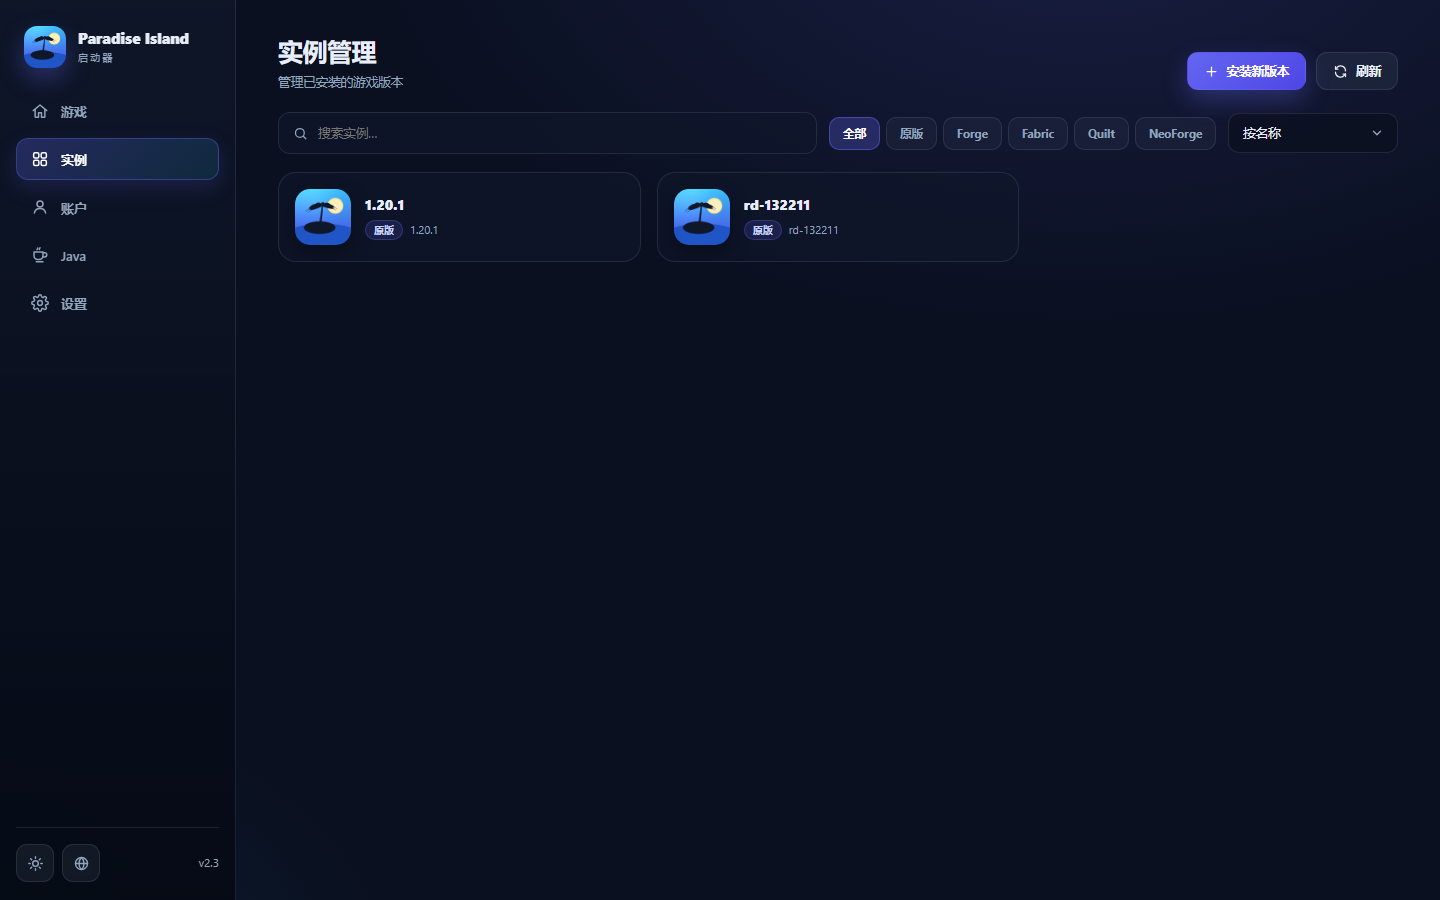 Paradise Island
启动器
游戏
实例
账户
Java
设置
v2.3
实例管理
管理已安装的游戏版本
安装新版本
刷新
搜索实例...
全部
原版
Forge
Fabric
Quilt
NeoForge
按名称
1.20.1
原版 1.20.1
rd-132211
原版 rd-132211